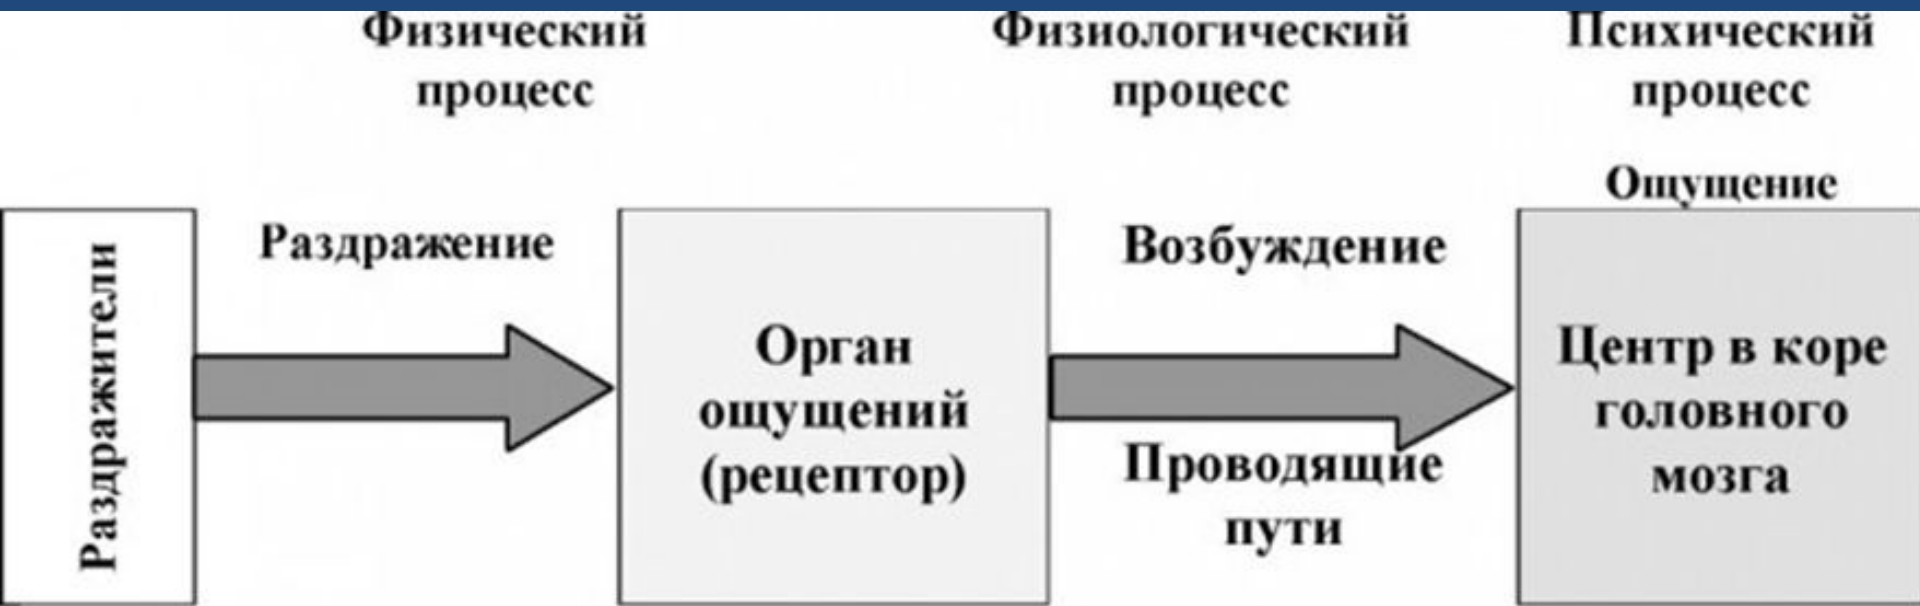 Физический
процесс
Физиологический
процесс
Психический
процесс
Ощущение
Раздражители
Раздражение
Орган
ощущений
(рецептор)
Возбуждение
Проводящие
пути
Центр в коре
головного
мозга